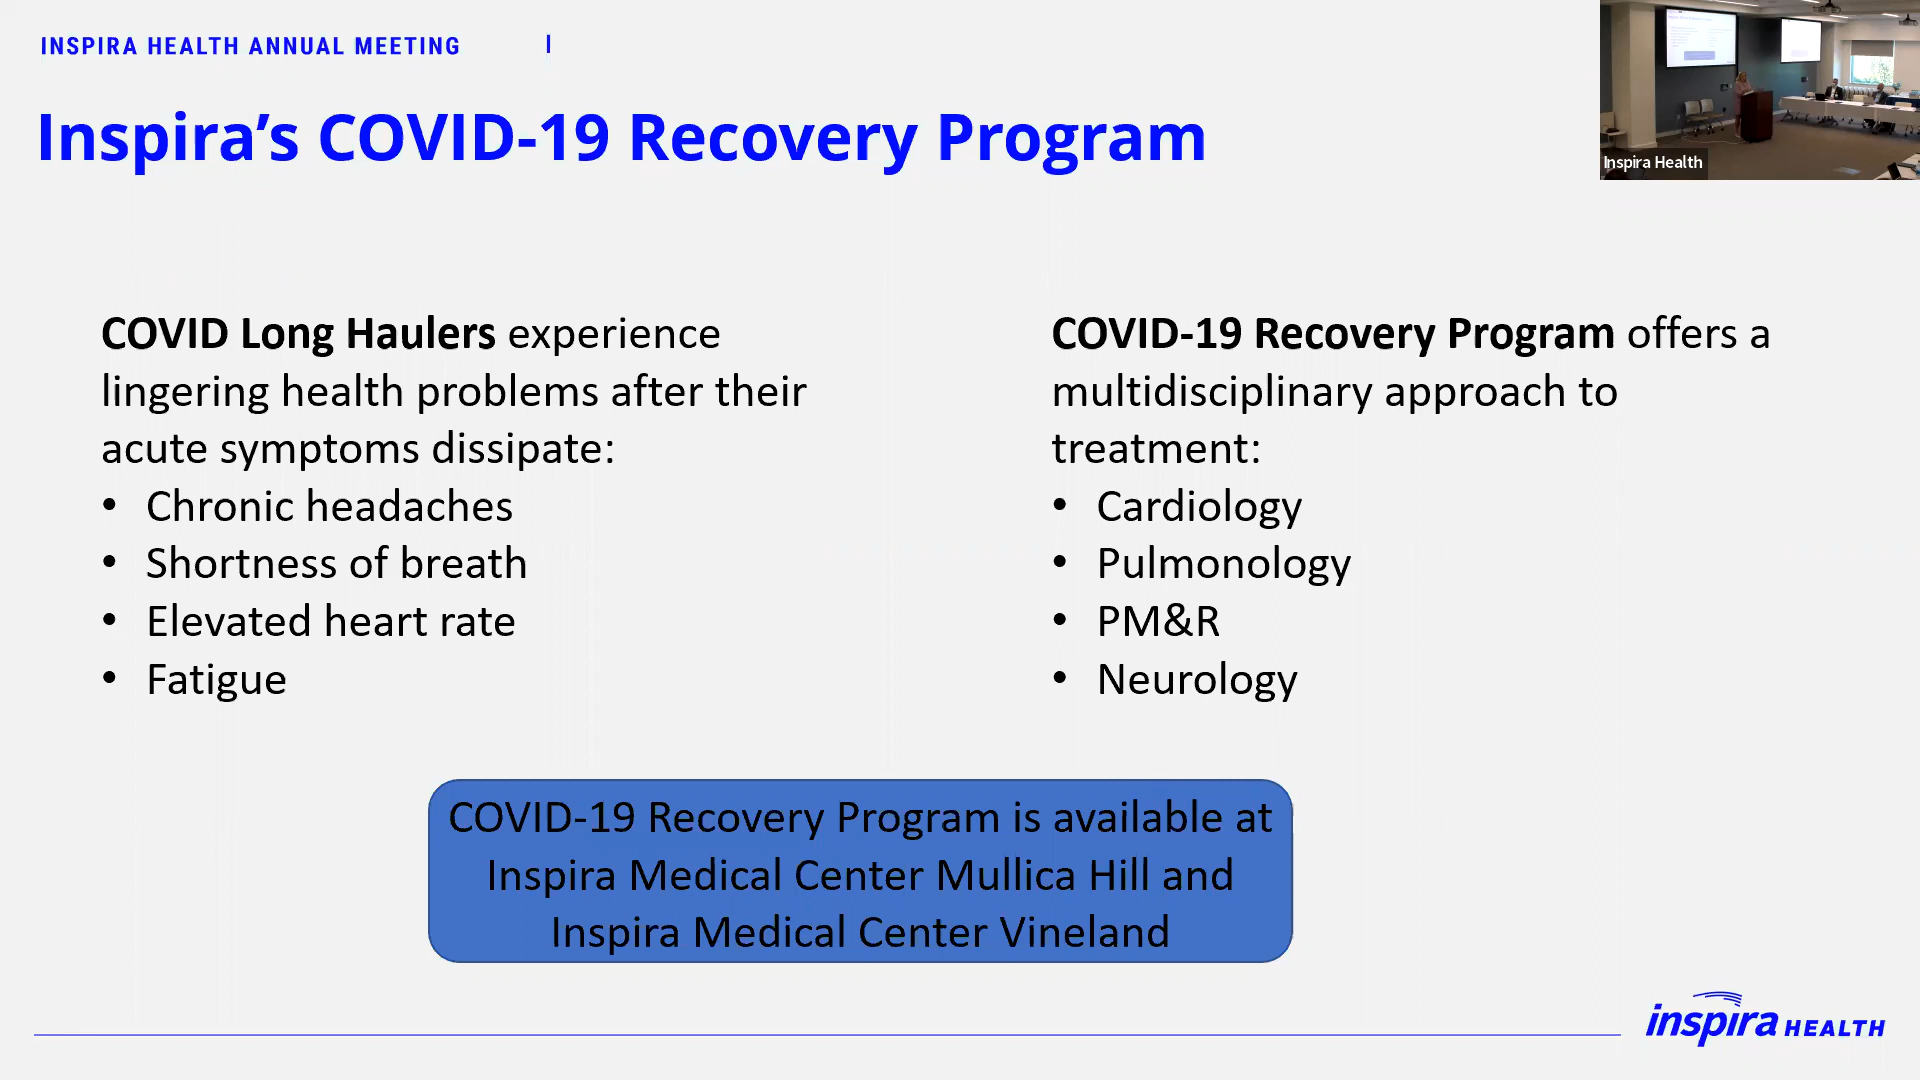 INSPIRA HEALTH ANNUAL MEETING |
Inspira’s COVID-19 Recovery Program
Inspira Health
COVID Long Haulers experience
lingering health problems after their
acute symptoms dissipate:
• Chronic headaches
• Shortness of breath
• Elevated heart rate
• Fatigue
COVID-19 Recovery Program offers a
multidisciplinary approach to
treatment:
• Cardiology
• Pulmonology
• PM&R
• Neurology
COVID-19 Recovery Program is available at
Inspira Medical Center Mullica Hill and
Inspira Medical Center Vineland
inspira HEALTH